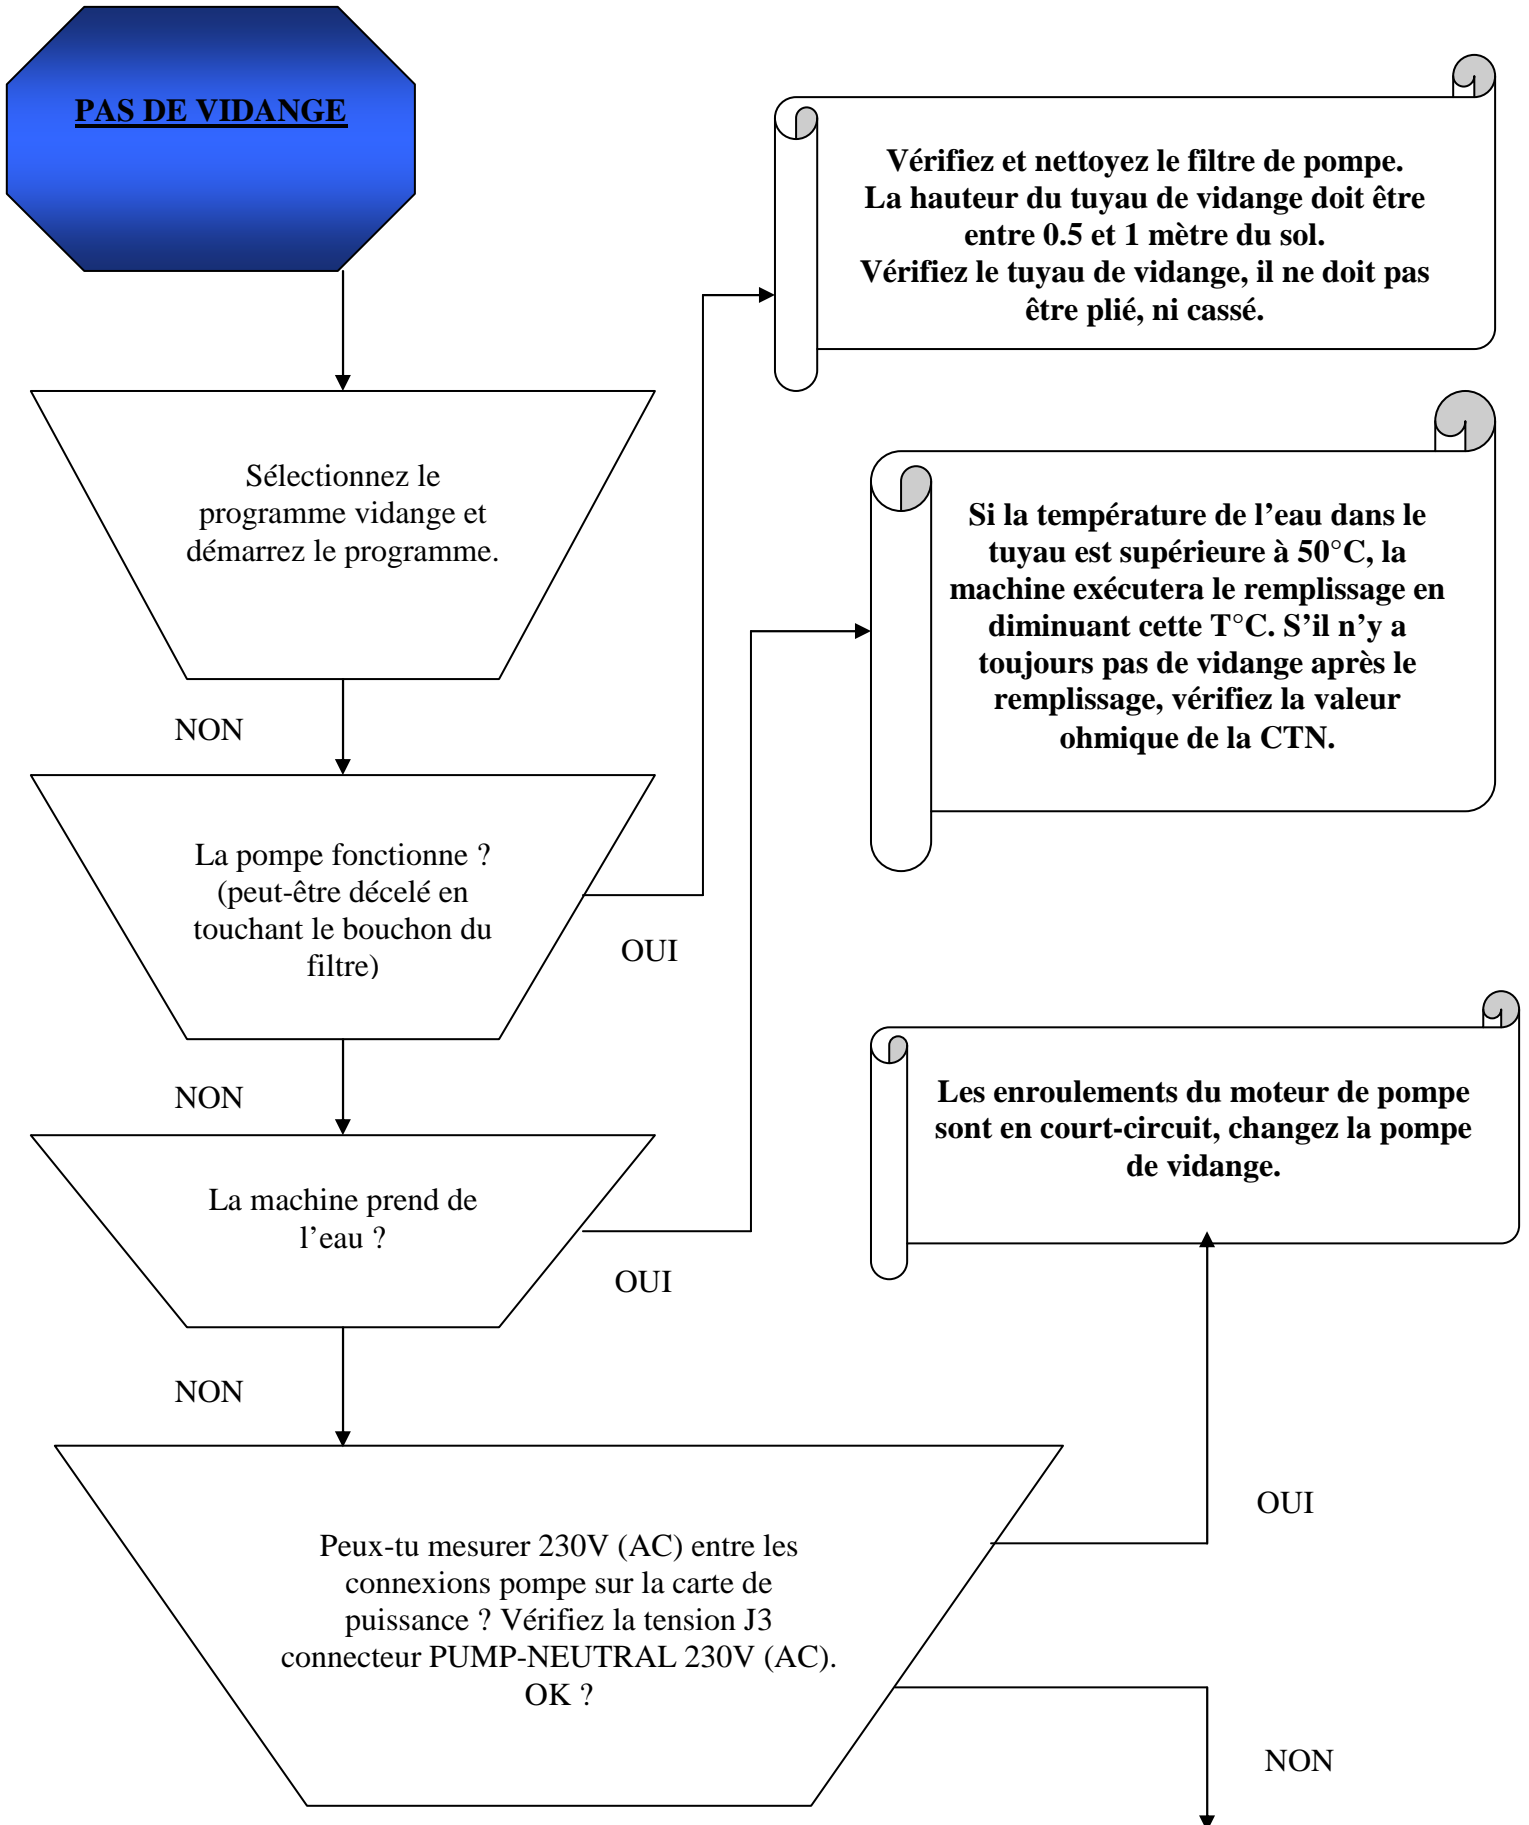 PAS DE VIDANGE
Vérifiez et nettoyez le filtre de pompe.
La hauteur du tuyau de vidange doit être
entre 0.5 et 1 mètre du sol.
Vérifiez le tuyau de vidange, il ne doit pas
être plié, ni cassé.
Sélectionnez le
programme vidange et
démarrez le programme.
Si la température de l’eau dans le
tuyau est supérieure à 50°C, la
machine exécutera le remplissage en
diminuant cette T°C. S’il n’y a
toujours pas de vidange après le
remplissage, vérifiez la valeur
ohmique de la CTN.
NON
La pompe fonctionne ?
(peut-être décelé en
touchant le bouchon du
filtre)
OUI
NON
Les enroulements du moteur de pompe
sont en court-circuit, changez la pompe
de vidange.
La machine prend de
l’eau ?
OUI
NON
OUI
Peux-tu mesurer 230V (AC) entre les
connexions pompe sur la carte de
puissance ? Vérifiez la tension J3
connecteur PUMP-NEUTRAL 230V (AC).
OK ?
NON